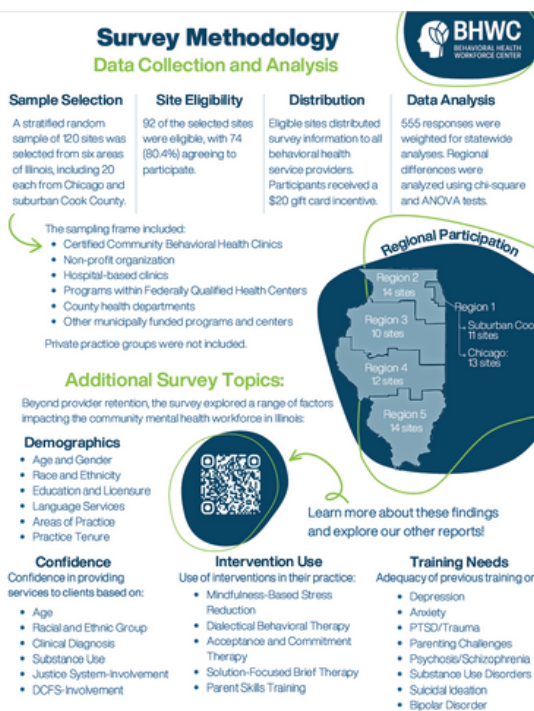 Survey Methodology
Data Collection and Analysis
BHWC
BEHAVIORAL HEALTH
WORKFORCE CENTER
Sample Selection
A stratified random
sample of 120 sites was
selected from six areas
of Illinois, including 20
each from Chicago and
suburban Cook County.
Site Eligibility
92 of the selected sites
were eligible, with 74
(80.4%) agreeing to
participate.
Distribution
Eligible sites distributed
survey information to all
behavioral health
service providers.
Participants received a
$20 gift card incentive.
Data Analysis
555 responses were
weighted for statewide
analyses. Regional
differences were
analyzed using chi-square
and ANOVA tests.
The sampling frame included:
• Certified Community Behavioral Health Clinics
• Non-profit organization
• Hospital-based clinics
• Programs within Federally Qualified Health Centers
• County health departments
• Other municipally funded programs and centers
Private practice groups were not included.
Regional Participation
Region 2
14 sites
Region 1
Suburban Coo
11 sites
Chicago:
13 sites
Region 3
10 sites
Region 4
12 sites
Region 5
14 sites
Additional Survey Topics:
Beyond provider retention, the survey explored a range of factors
impacting the community mental health workforce in Illinois:
Demographics
• Age and Gender
• Race and Ethnicity
• Education and Licensure
• Language Services
• Areas of Practice
• Practice Tenure
Learn more about these findings
and explore our other reports!
Confidence
Confidence in providing
services to clients based on:
• Age
• Racial and Ethnic Group
• Clinical Diagnosis
• Substance Use
• Justice System-Involvement
• DCFS-Involvement
Intervention Use
Use of interventions in their practice:
• Mindfulness-Based Stress
Reduction
• Dialectical Behavioral Therapy
• Acceptance and Commitment
Therapy
• Solution-Focused Brief Therapy
• Parent Skills Training
Training Needs
Adequacy of previous training on
• Depression
• Anxiety
• PTSD/Trauma
• Parenting Challenges
• Psychosis/Schizophrenia
• Substance Use Disorders
• Suicidal Ideation
• Bipolar Disorder